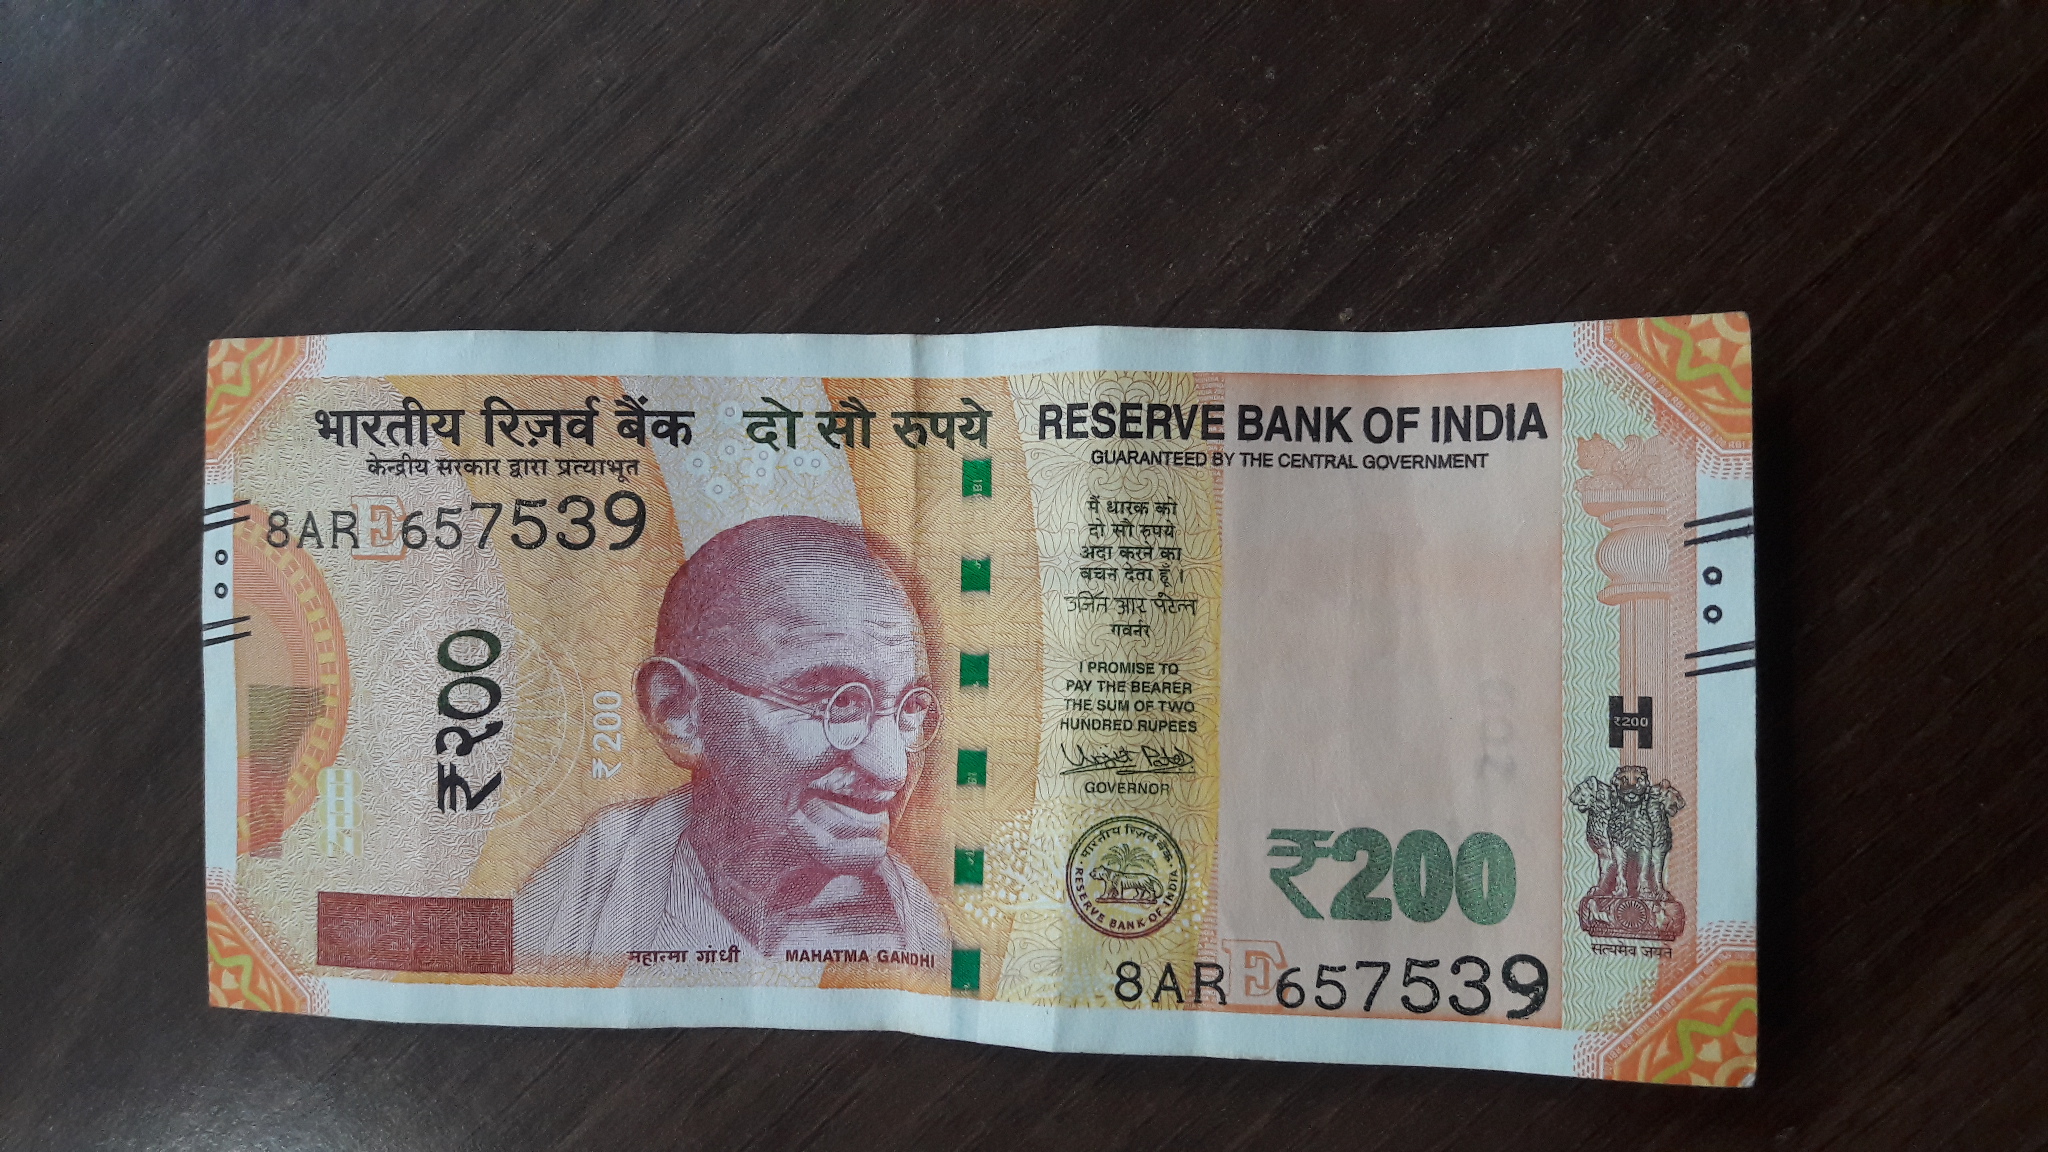 भारतीय रिज़र्व बैंक दो सौ रुपये RESERVE BANK OF INDIA
केन्द्रीय सरकार द्वारा प्रत्याभूत GUARANTEED BY THE CENTRAL GOVERNMENT
8AR E 657539
₹२००
₹200
मैं धारक को
दो सौ रुपये
अदा करने का
वचन देता हूँ।
गवर्नर
I PROMISE TO
PAY THE BEARER
THE SUM OF TWO
HUNDRED RUPEES
GOVERNOR
RESERVE BANK OF INDIA
₹200
₹200
महात्मा गांधी MAHATMA GANDHI
8AR E 657539
सत्यमेव जयते